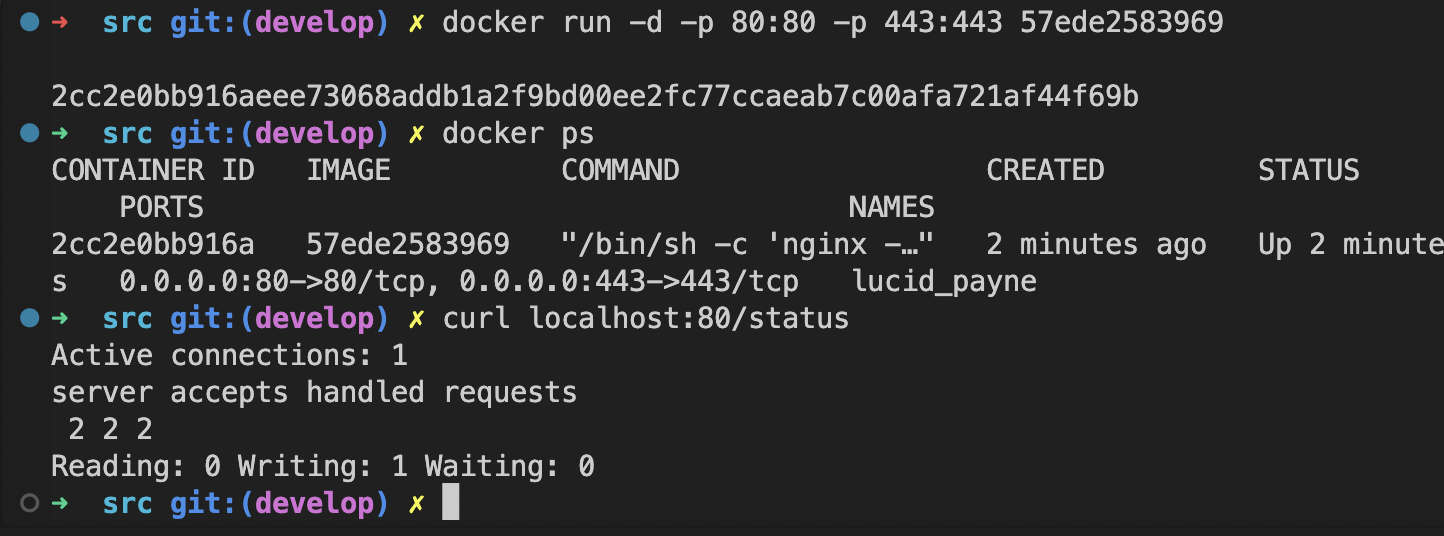 ➜  src git:(develop) ✗ docker run -d -p 80:80 -p 443:443 57ede2583969
2cc2e0bb916aeee73068addb1a2f9bd00ee2fc77ccaeab7c00afa721af44f69b
➜  src git:(develop) ✗ docker ps
CONTAINER ID   IMAGE          COMMAND                  CREATED         STATUS
    PORTS                                      NAMES
2cc2e0bb916a   57ede2583969   "/bin/sh -c 'nginx -…"   2 minutes ago   Up 2 minute
s   0.0.0.0:80->80/tcp, 0.0.0.0:443->443/tcp   lucid_payne
➜  src git:(develop) ✗ curl localhost:80/status
Active connections: 1
server accepts handled requests
 2 2 2
Reading: 0 Writing: 1 Waiting: 0
➜  src git:(develop) ✗